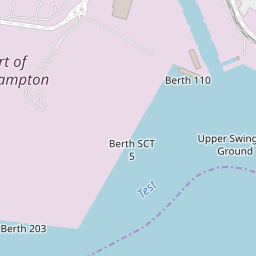 rt of
ampton
Berth 110
Berth SCT
5
Upper Swing
Ground
Test
Berth 203